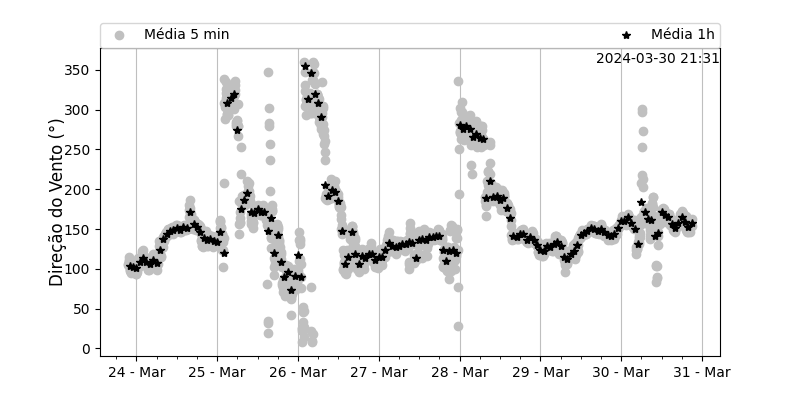 Média 5 min
Média 1h
2024-03-30 21:31
Direção do Vento (°)
350
300
250
200
150
100
50
0
24 - Mar
25 - Mar
26 - Mar
27 - Mar
28 - Mar
29 - Mar
30 - Mar
31 - Mar